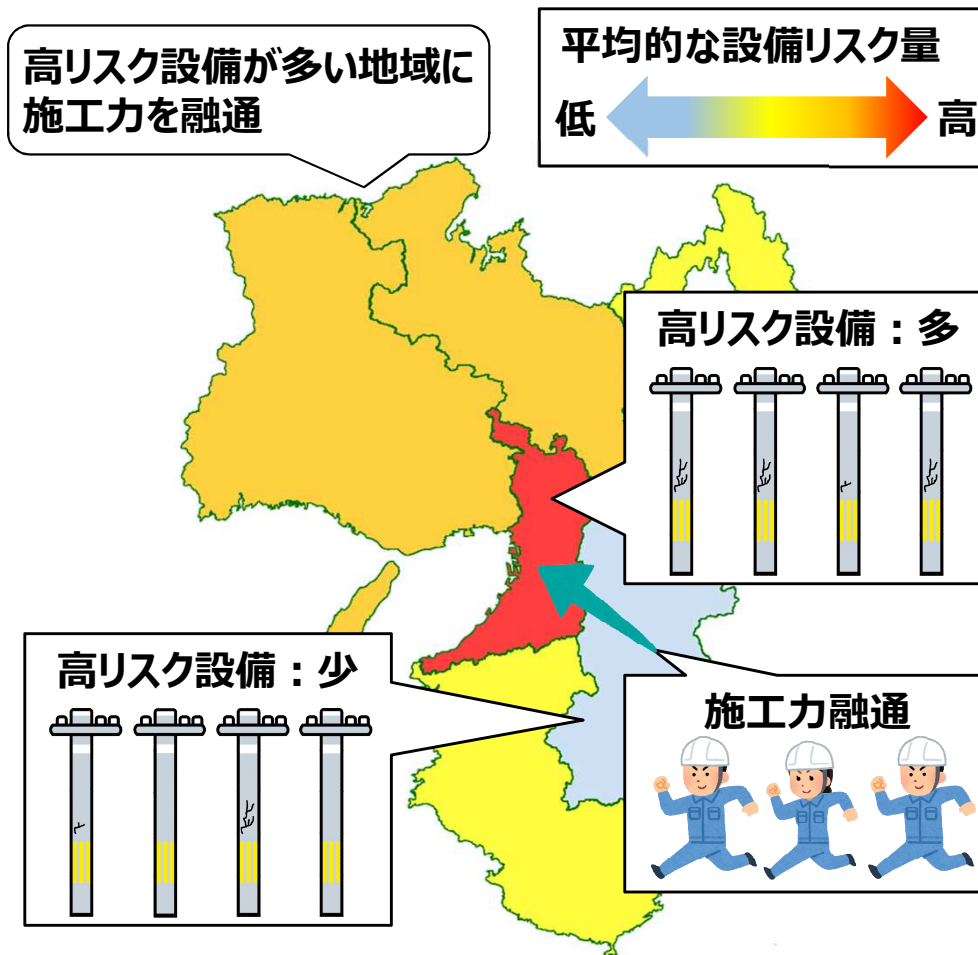 高リスク設備が多い地域に
施工力を融通
平均的な設備リスク量
低 高
高リスク設備：多
高リスク設備：少
施工力融通